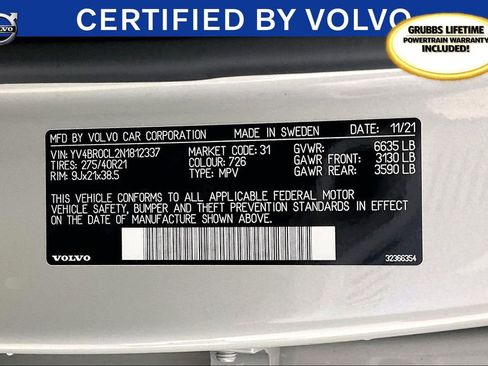 CERTIFIED BY VOLVO
VOLVO
GRUBBS LIFETIME
POWERTRAIN WARRANTY
INCLUDED!
MFD BY VOLVO CAR CORPORATION MADE IN SWEDEN 11/21
VIN: YV4BR0CL2N1812337 MARKET CODE: 31 GVWR: 6635 LB
TIRES: 275/40R21 COLOUR: 726 GAWR FRONT: 3130 LB
RIM: 9Jx21x38.5 TYPE: MPV GAWR REAR: 3590 LB
THIS VEHICLE CONFORMS TO ALL APPLICABLE FEDERAL MOTOR
VEHICLE SAFETY, BUMPER AND THEFT PREVENTION STANDARDS IN EFFECT
ON THE DATE OF MANUFACTURE SHOWN ABOVE.
VOLVO 32366354